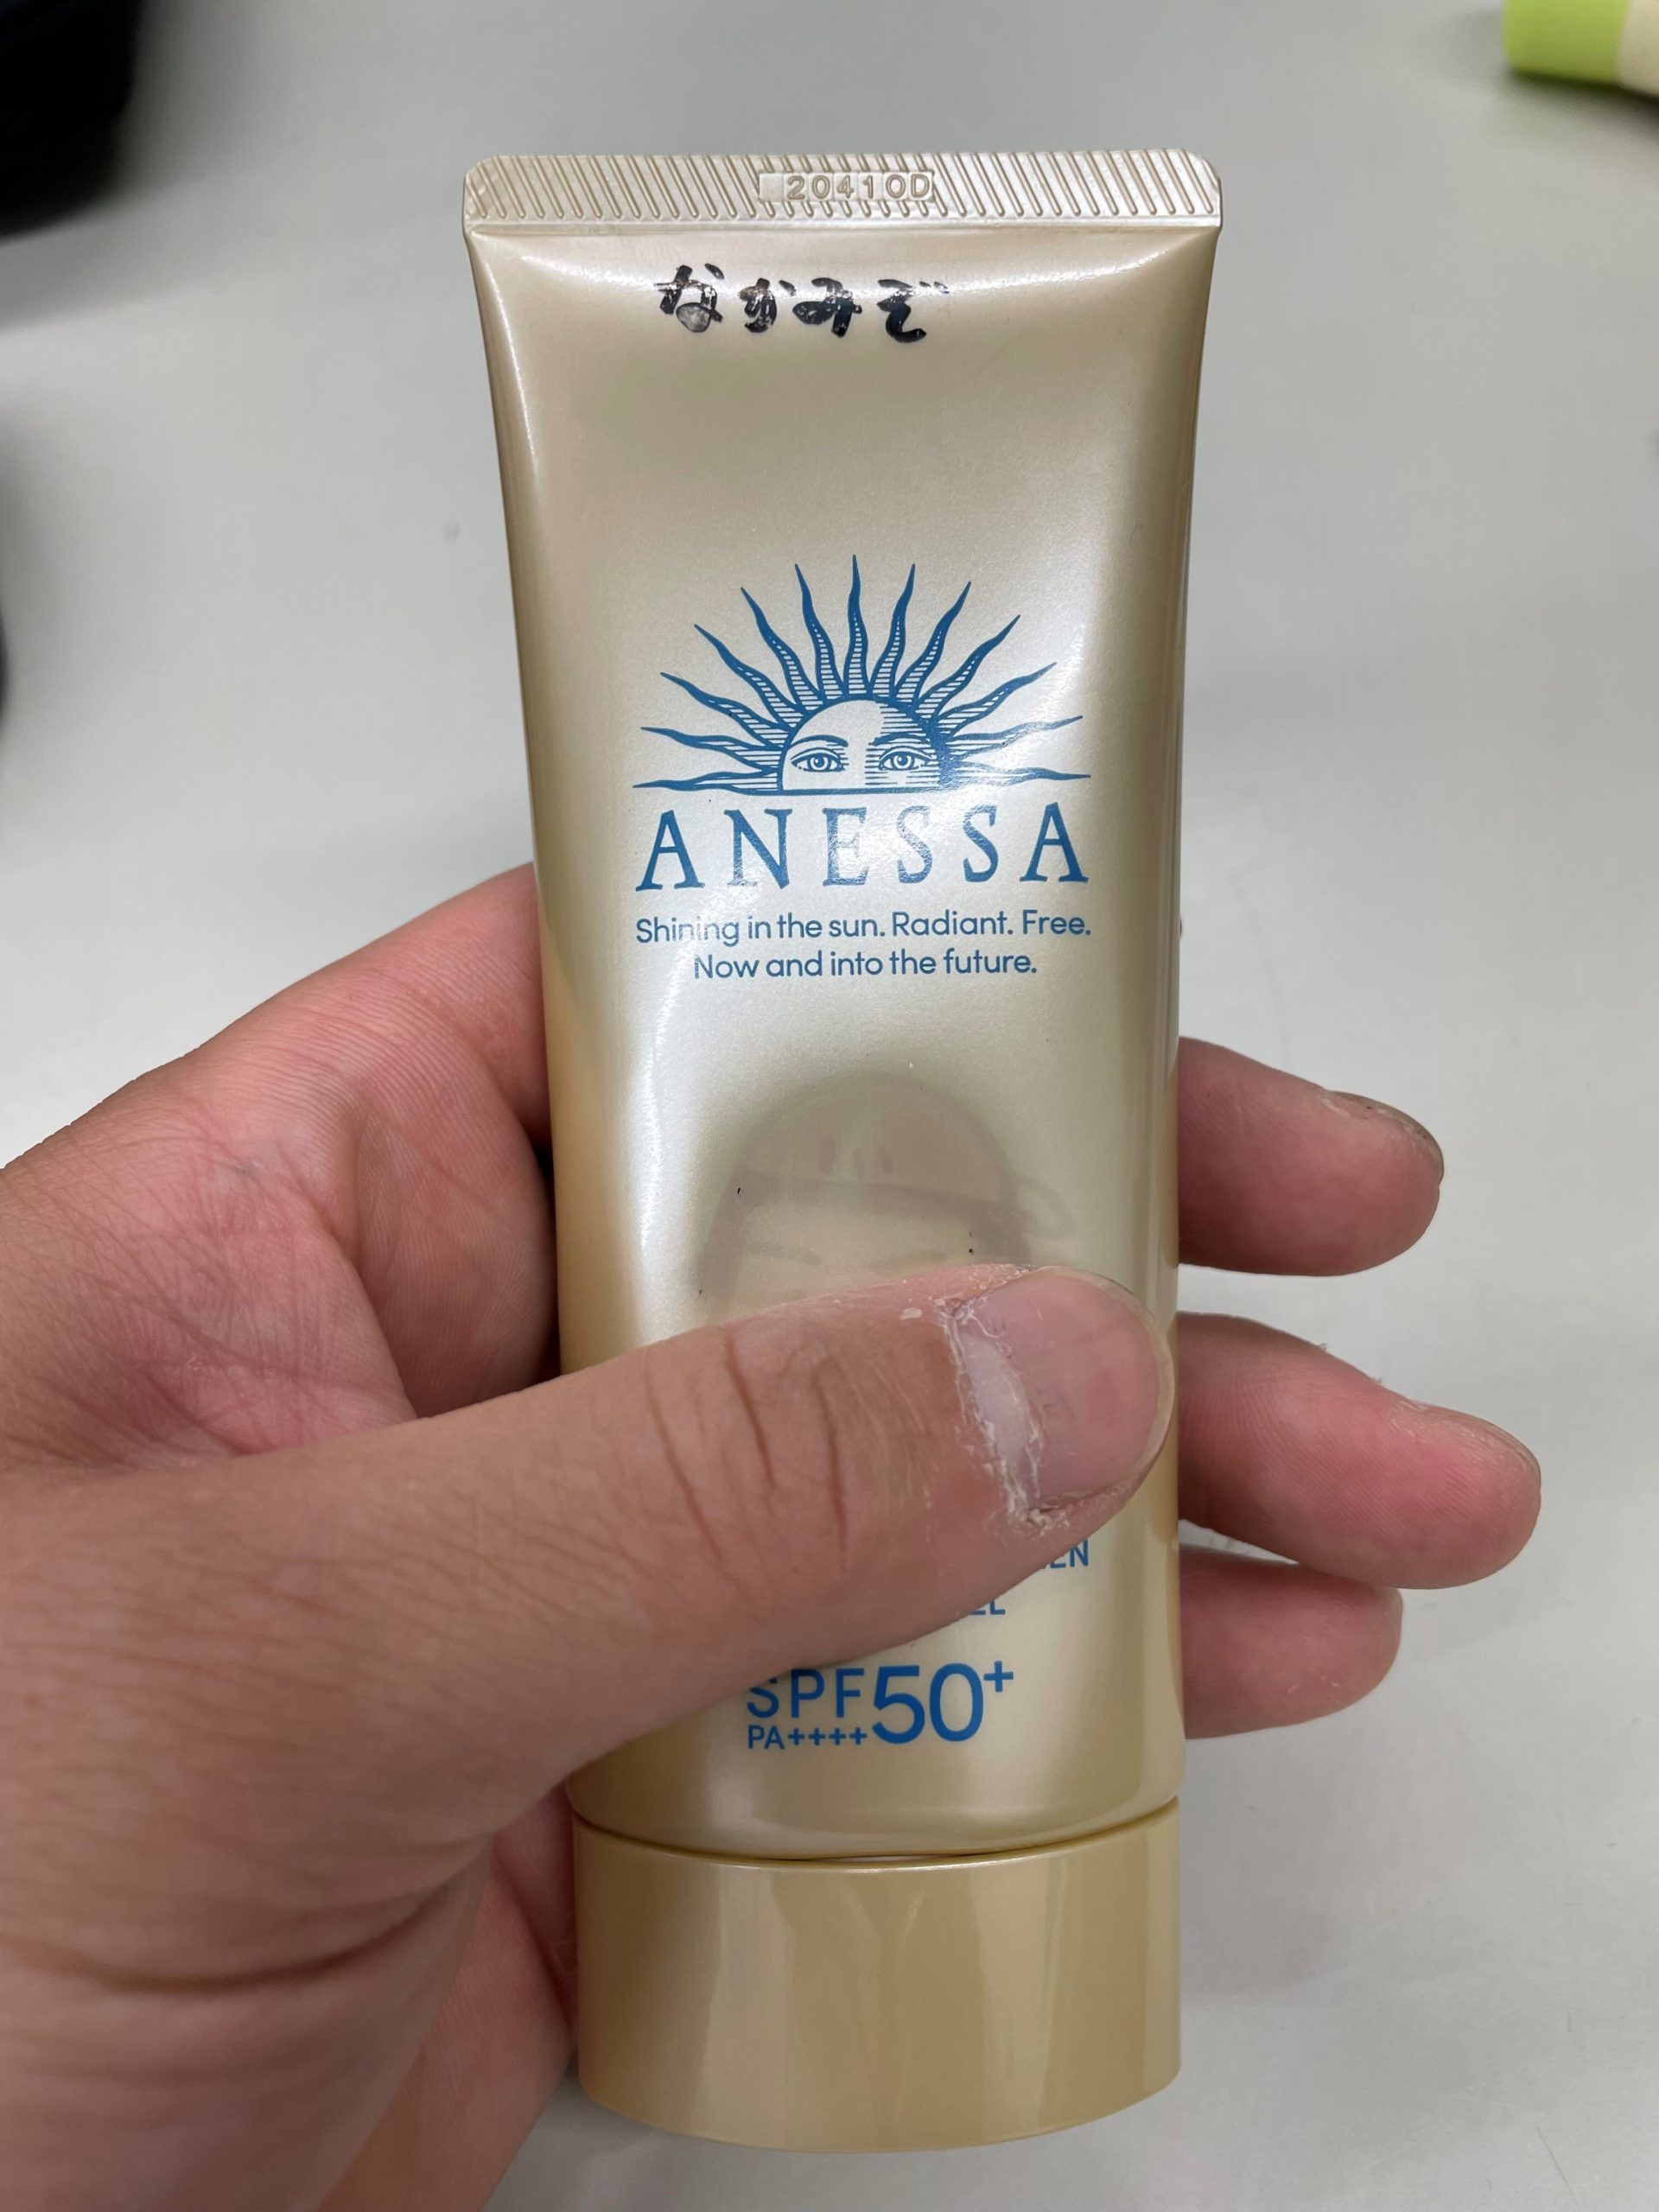 20410D
なかみぞ
ANESSA
Shining in the sun. Radiant. Free.
Now and into the future.
SPF50+
PA++++